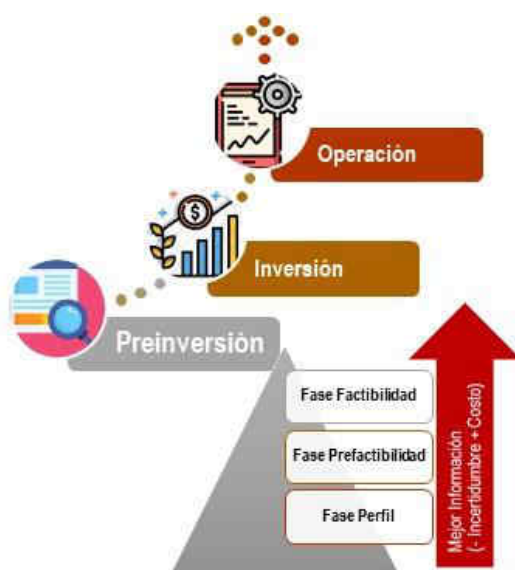 Operación
Inversión
Preinversión
Fase Factibilidad
Fase Prefactibilidad
Fase Perfil
Mejor Información
(- Incertidumbre + Costo)